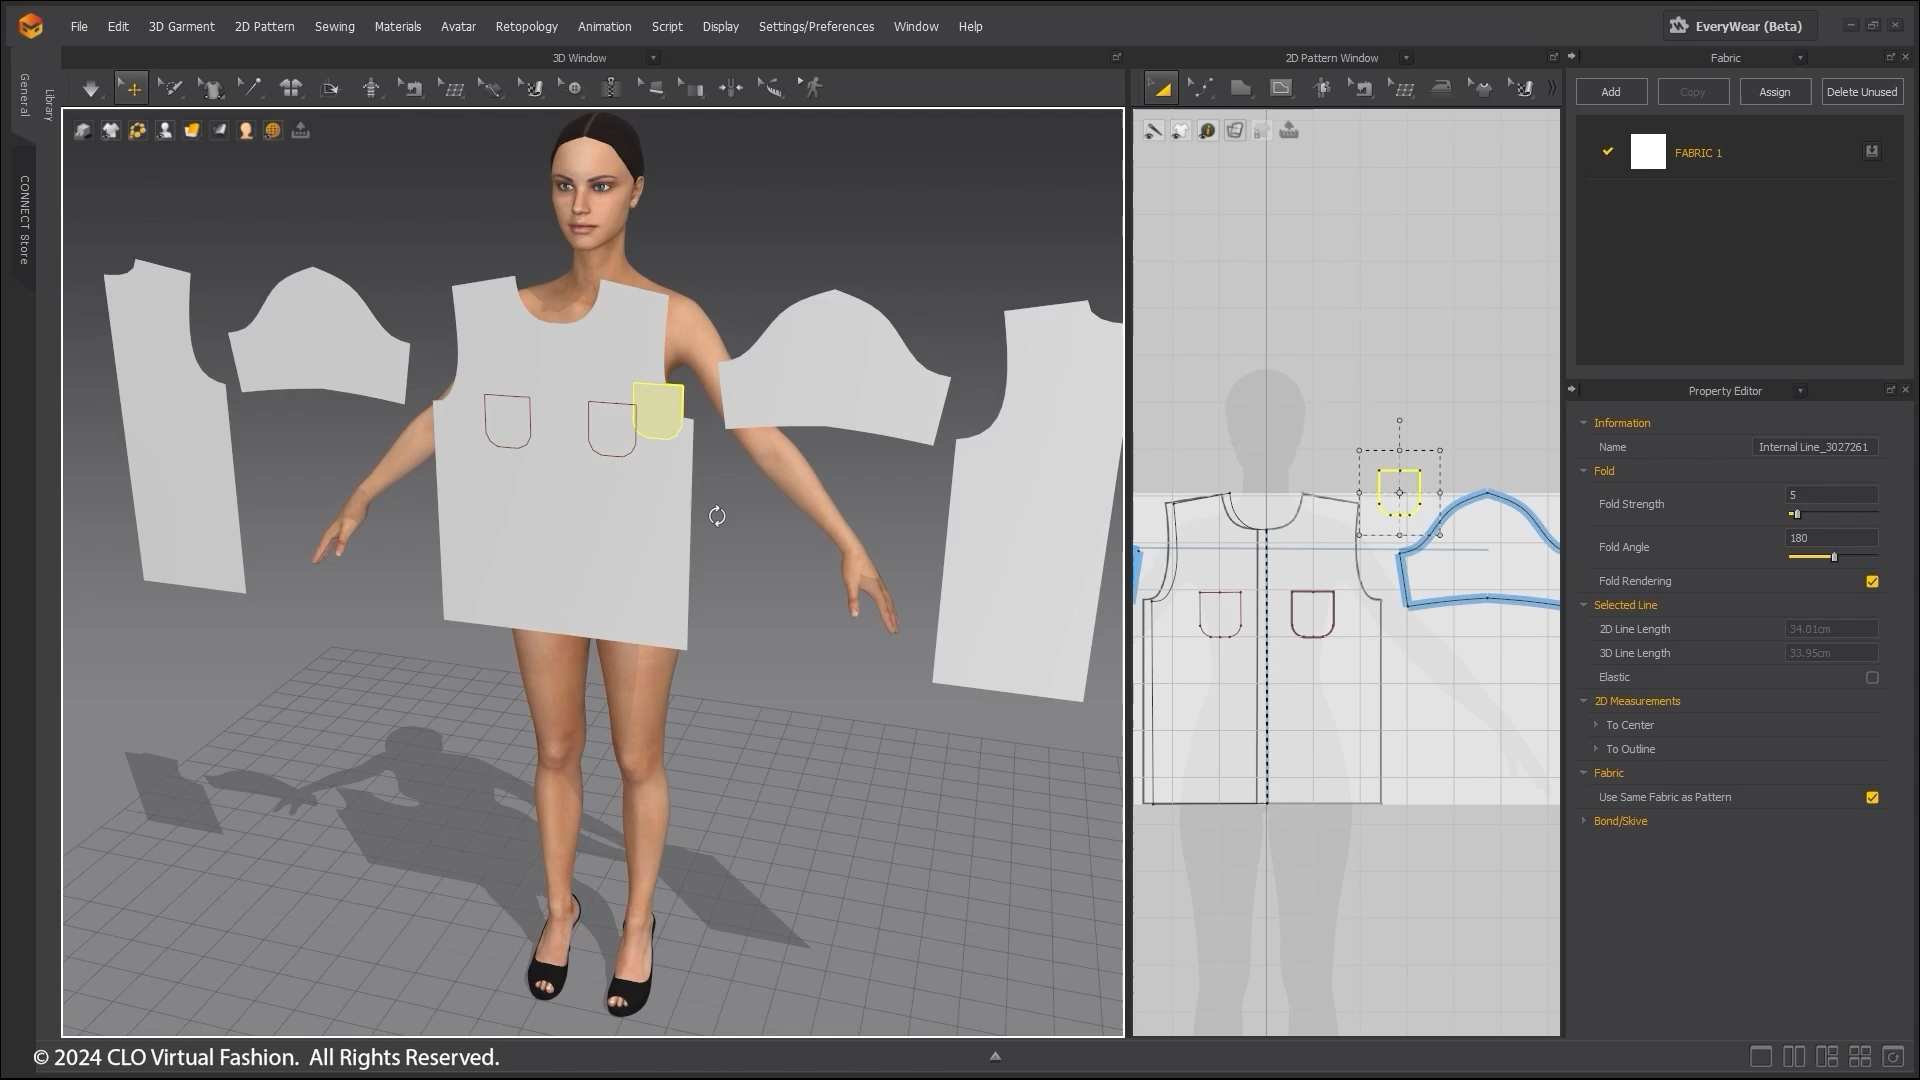 File Edit 3D Garment 2D Pattern Sewing Materials Avatar Retopology Animation Script Display Settings/Preferences Window Help
EveryWear (Beta)
General
Library
CONNECT Store
3D Window
2D Pattern Window
Fabric
Add Copy Assign Delete Unused
FABRIC 1
Property Editor
Information
Name Internal Line_3027261
Fold
Fold Strength 5
Fold Angle 180
Fold Rendering
Selected Line
2D Line Length 34.01cm
3D Line Length 33.95cm
Elastic
2D Measurements
To Center
To Outline
Fabric
Use Same Fabric as Pattern
Bond/Skive
© 2024 CLO Virtual Fashion. All Rights Reserved.